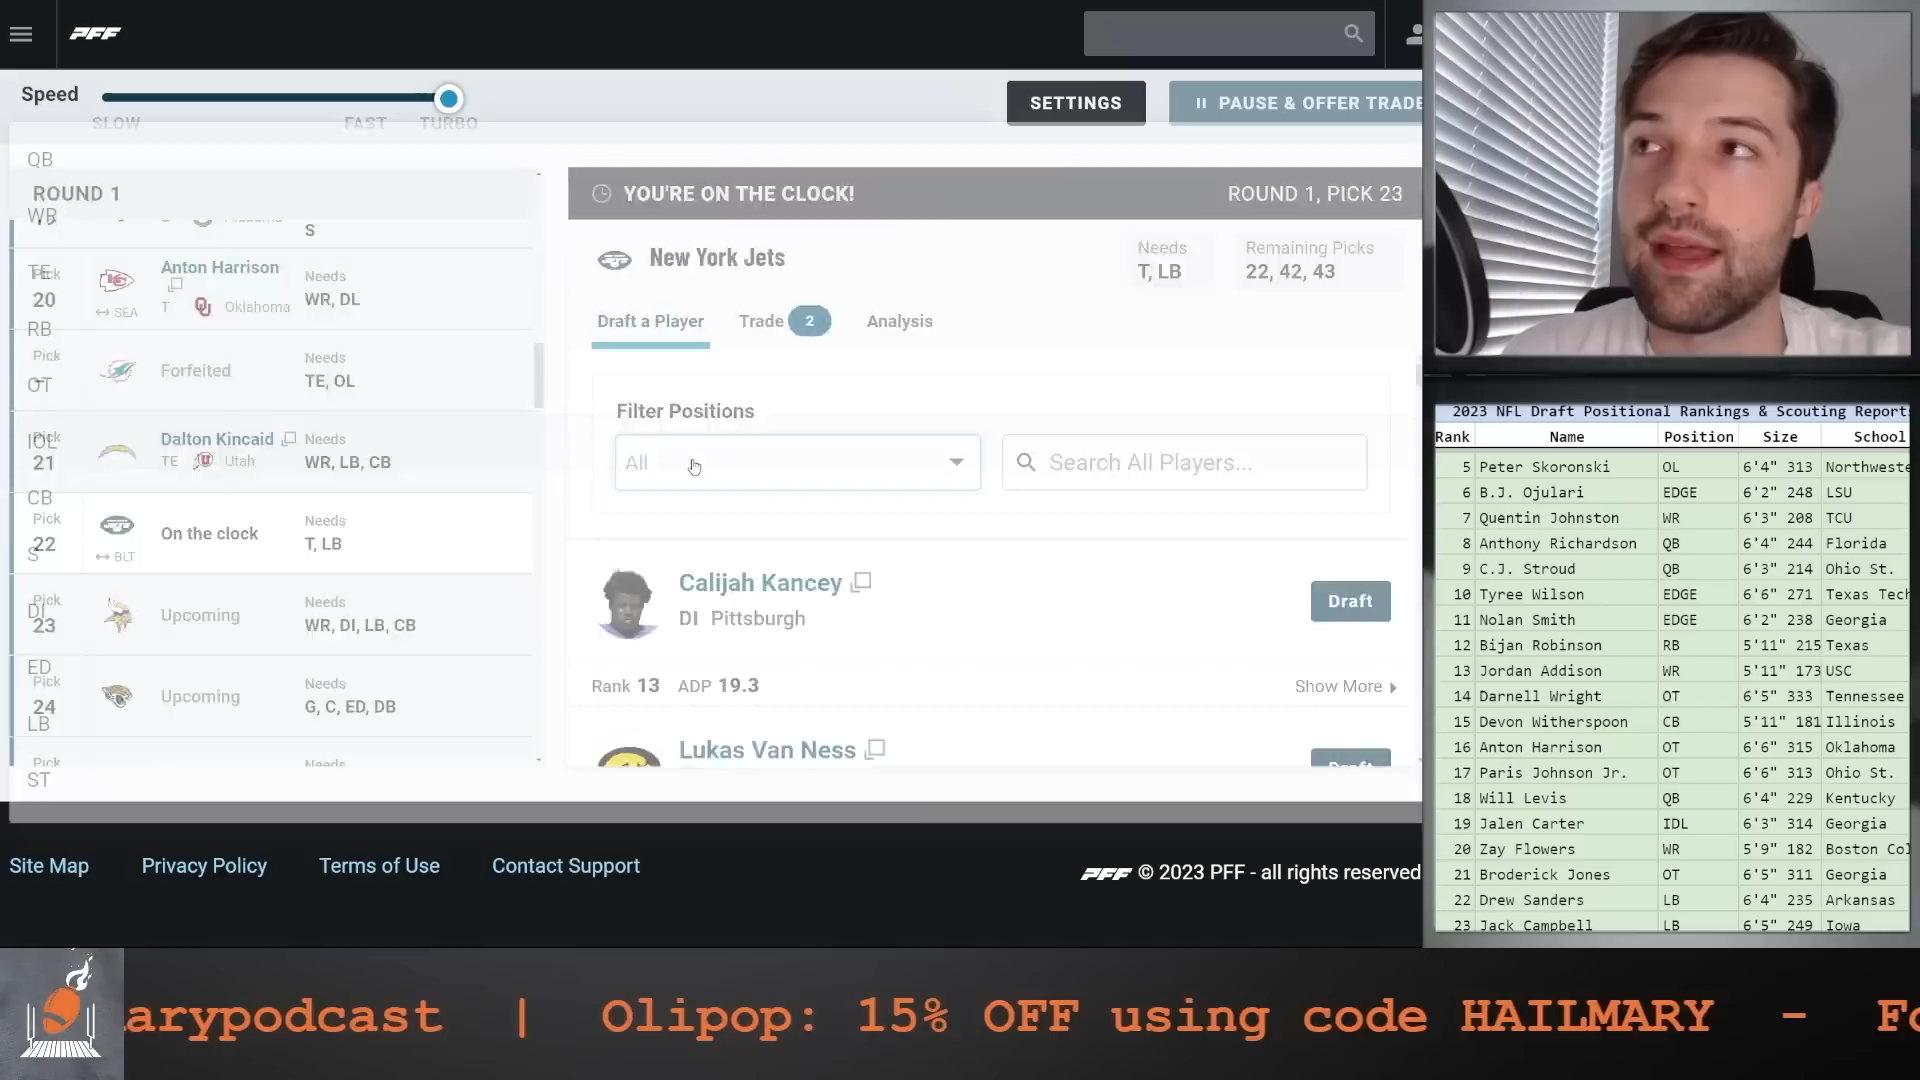 PFF
Speed
SLOW FAST TURBO
SETTINGS
PAUSE & OFFER TRADE
ROUND 1
S
Pick 20
SEA
Anton Harrison
T Oklahoma
Needs
WR, DL
Pick
-
Forfeited
Needs
TE, OL
Pick 21
Dalton Kincaid
TE Utah
Needs
WR, LB, CB
Pick 22
BLT
On the clock
Needs
T, LB
Pick 23
Upcoming
Needs
WR, DI, LB, CB
Pick 24
Upcoming
Needs
G, C, ED, DB
Pick
Needs
QB
WR
TE
RB
OT
IOL
CB
S
DI
ED
LB
ST
YOU'RE ON THE CLOCK!
ROUND 1, PICK 23
New York Jets
Needs
T, LB
Remaining Picks
22, 42, 43
Draft a Player
Trade 2
Analysis
Filter Positions
All
Search All Players...
Calijah Kancey
DI Pittsburgh
Draft
Rank 13 ADP 19.3
Show More
Lukas Van Ness
Draft
Site Map Privacy Policy Terms of Use Contact Support
PFF © 2023 PFF - all rights reserved
2023 NFL Draft Positional Rankings & Scouting Reports
Rank Name Position Size School
5 Peter Skoronski OL 6'4" 313 Northweste
6 B.J. Ojulari EDGE 6'2" 248 LSU
7 Quentin Johnston WR 6'3" 208 TCU
8 Anthony Richardson QB 6'4" 244 Florida
9 C.J. Stroud QB 6'3" 214 Ohio St.
10 Tyree Wilson EDGE 6'6" 271 Texas Tech
11 Nolan Smith EDGE 6'2" 238 Georgia
12 Bijan Robinson RB 5'11" 215 Texas
13 Jordan Addison WR 5'11" 173 USC
14 Darnell Wright OT 6'5" 333 Tennessee
15 Devon Witherspoon CB 5'11" 181 Illinois
16 Anton Harrison OT 6'6" 315 Oklahoma
17 Paris Johnson Jr. OT 6'6" 313 Ohio St.
18 Will Levis QB 6'4" 229 Kentucky
19 Jalen Carter IDL 6'3" 314 Georgia
20 Zay Flowers WR 5'9" 182 Boston Col
21 Broderick Jones OT 6'5" 311 Georgia
22 Drew Sanders LB 6'4" 235 Arkansas
23 Jack Campbell LB 6'5" 249 Iowa
arypodcast | Olipop: 15% OFF using code HAILMARY - Fo